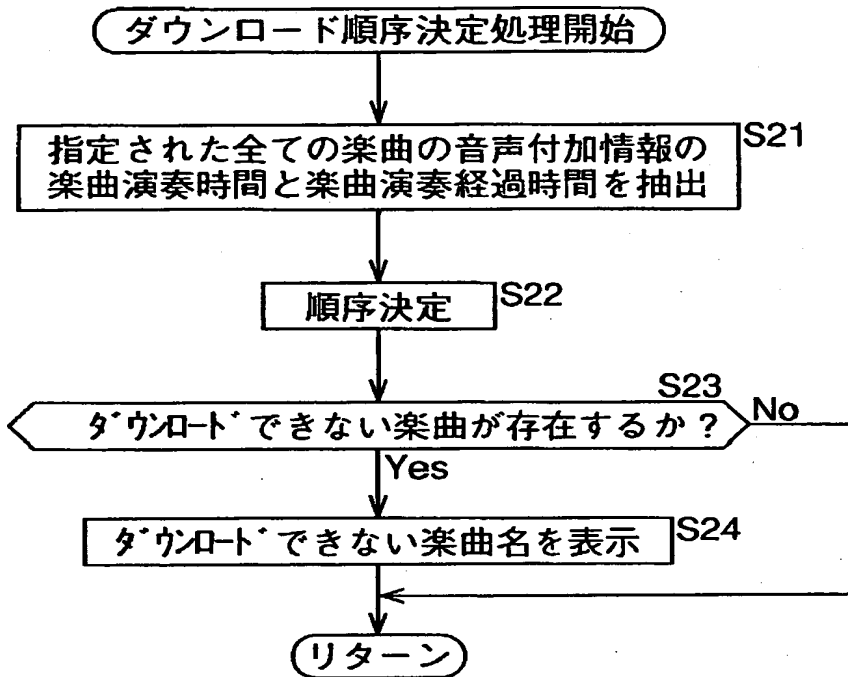 ダウンロード順序決定処理開始
S21
指定された全ての楽曲の音声付加情報の
楽曲演奏時間と楽曲演奏経過時間を抽出
順序決定
S22
S23
ダウンロードできない楽曲が存在するか?
No
Yes
ダウンロードできない楽曲名を表示
S24
リターン